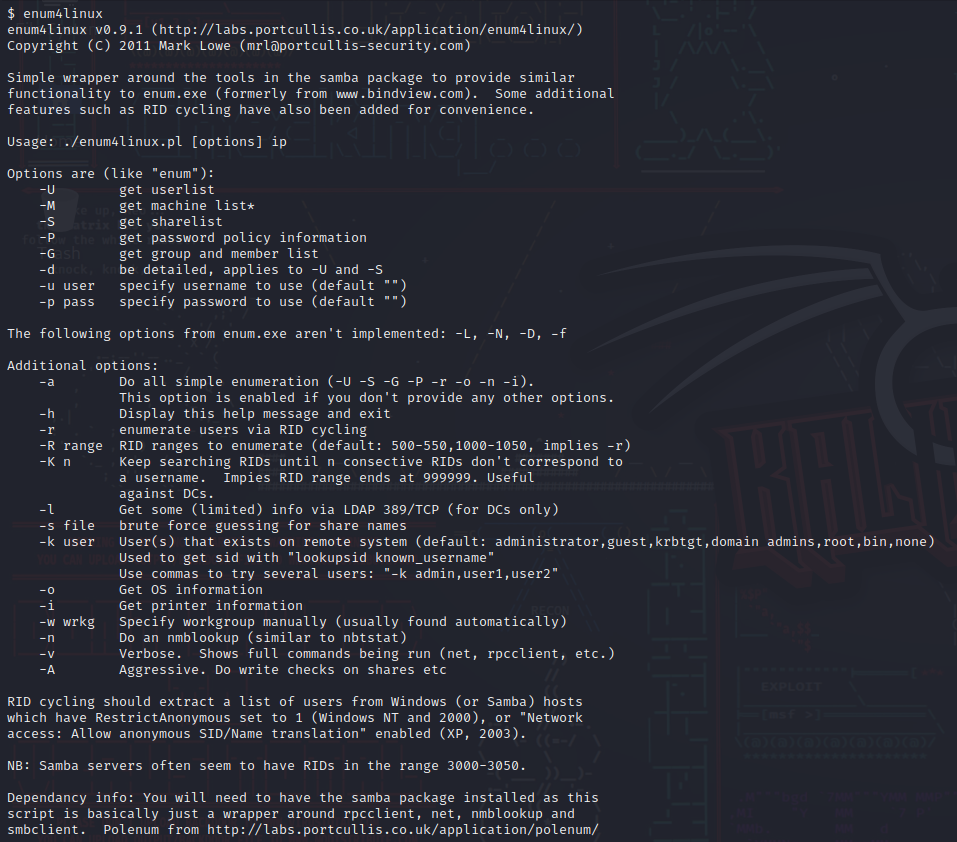 $ enum4linux
enum4linux v0.9.1 (http://labs.portcullis.co.uk/application/enum4linux/)
Copyright (C) 2011 Mark Lowe (mrl@portcullis-security.com)

Simple wrapper around the tools in the samba package to provide similar
functionality to enum.exe (formerly from www.bindview.com).  Some additional
features such as RID cycling have also been added for convenience.

Usage: ./enum4linux.pl [options] ip

Options are (like "enum"):
    -U        get userlist
    -M        get machine list*
    -S        get sharelist
    -P        get password policy information
    -G        get group and member list
    -d        be detailed, applies to -U and -S
    -u user   specify username to use (default "")
    -p pass   specify password to use (default "")

The following options from enum.exe aren't implemented: -L, -N, -D, -f

Additional options:
    -a        Do all simple enumeration (-U -S -G -P -r -o -n -i).
              This option is enabled if you don't provide any other options.
    -h        Display this help message and exit
    -r        enumerate users via RID cycling
    -R range  RID ranges to enumerate (default: 500-550,1000-1050, implies -r)
    -K n      Keep searching RIDs until n consective RIDs don't correspond to
              a username.  Impies RID range ends at 999999. Useful
              against DCs.
    -l        Get some (limited) info via LDAP 389/TCP (for DCs only)
    -s file   brute force guessing for share names
    -k user   User(s) that exists on remote system (default: administrator,guest,krbtgt,domain admins,root,bin,none)
              Used to get sid with "lookupsid known_username"
              Use commas to try several users: "-k admin,user1,user2"
    -o        Get OS information
    -i        Get printer information
    -w wrkg   Specify workgroup manually (usually found automatically)
    -n        Do an nmblookup (similar to nbtstat)
    -v        Verbose.  Shows full commands being run (net, rpcclient, etc.)
    -A        Aggressive. Do write checks on shares etc

RID cycling should extract a list of users from Windows (or Samba) hosts
which have RestrictAnonymous set to 1 (Windows NT and 2000), or "Network
access: Allow anonymous SID/Name translation" enabled (XP, 2003).

NB: Samba servers often seem to have RIDs in the range 3000-3050.

Dependancy info: You will need to have the samba package installed as this
script is basically just a wrapper around rpcclient, net, nmblookup and
smbclient.  Polenum from http://labs.portcullis.co.uk/application/polenum/
RECON
EXPLOIT